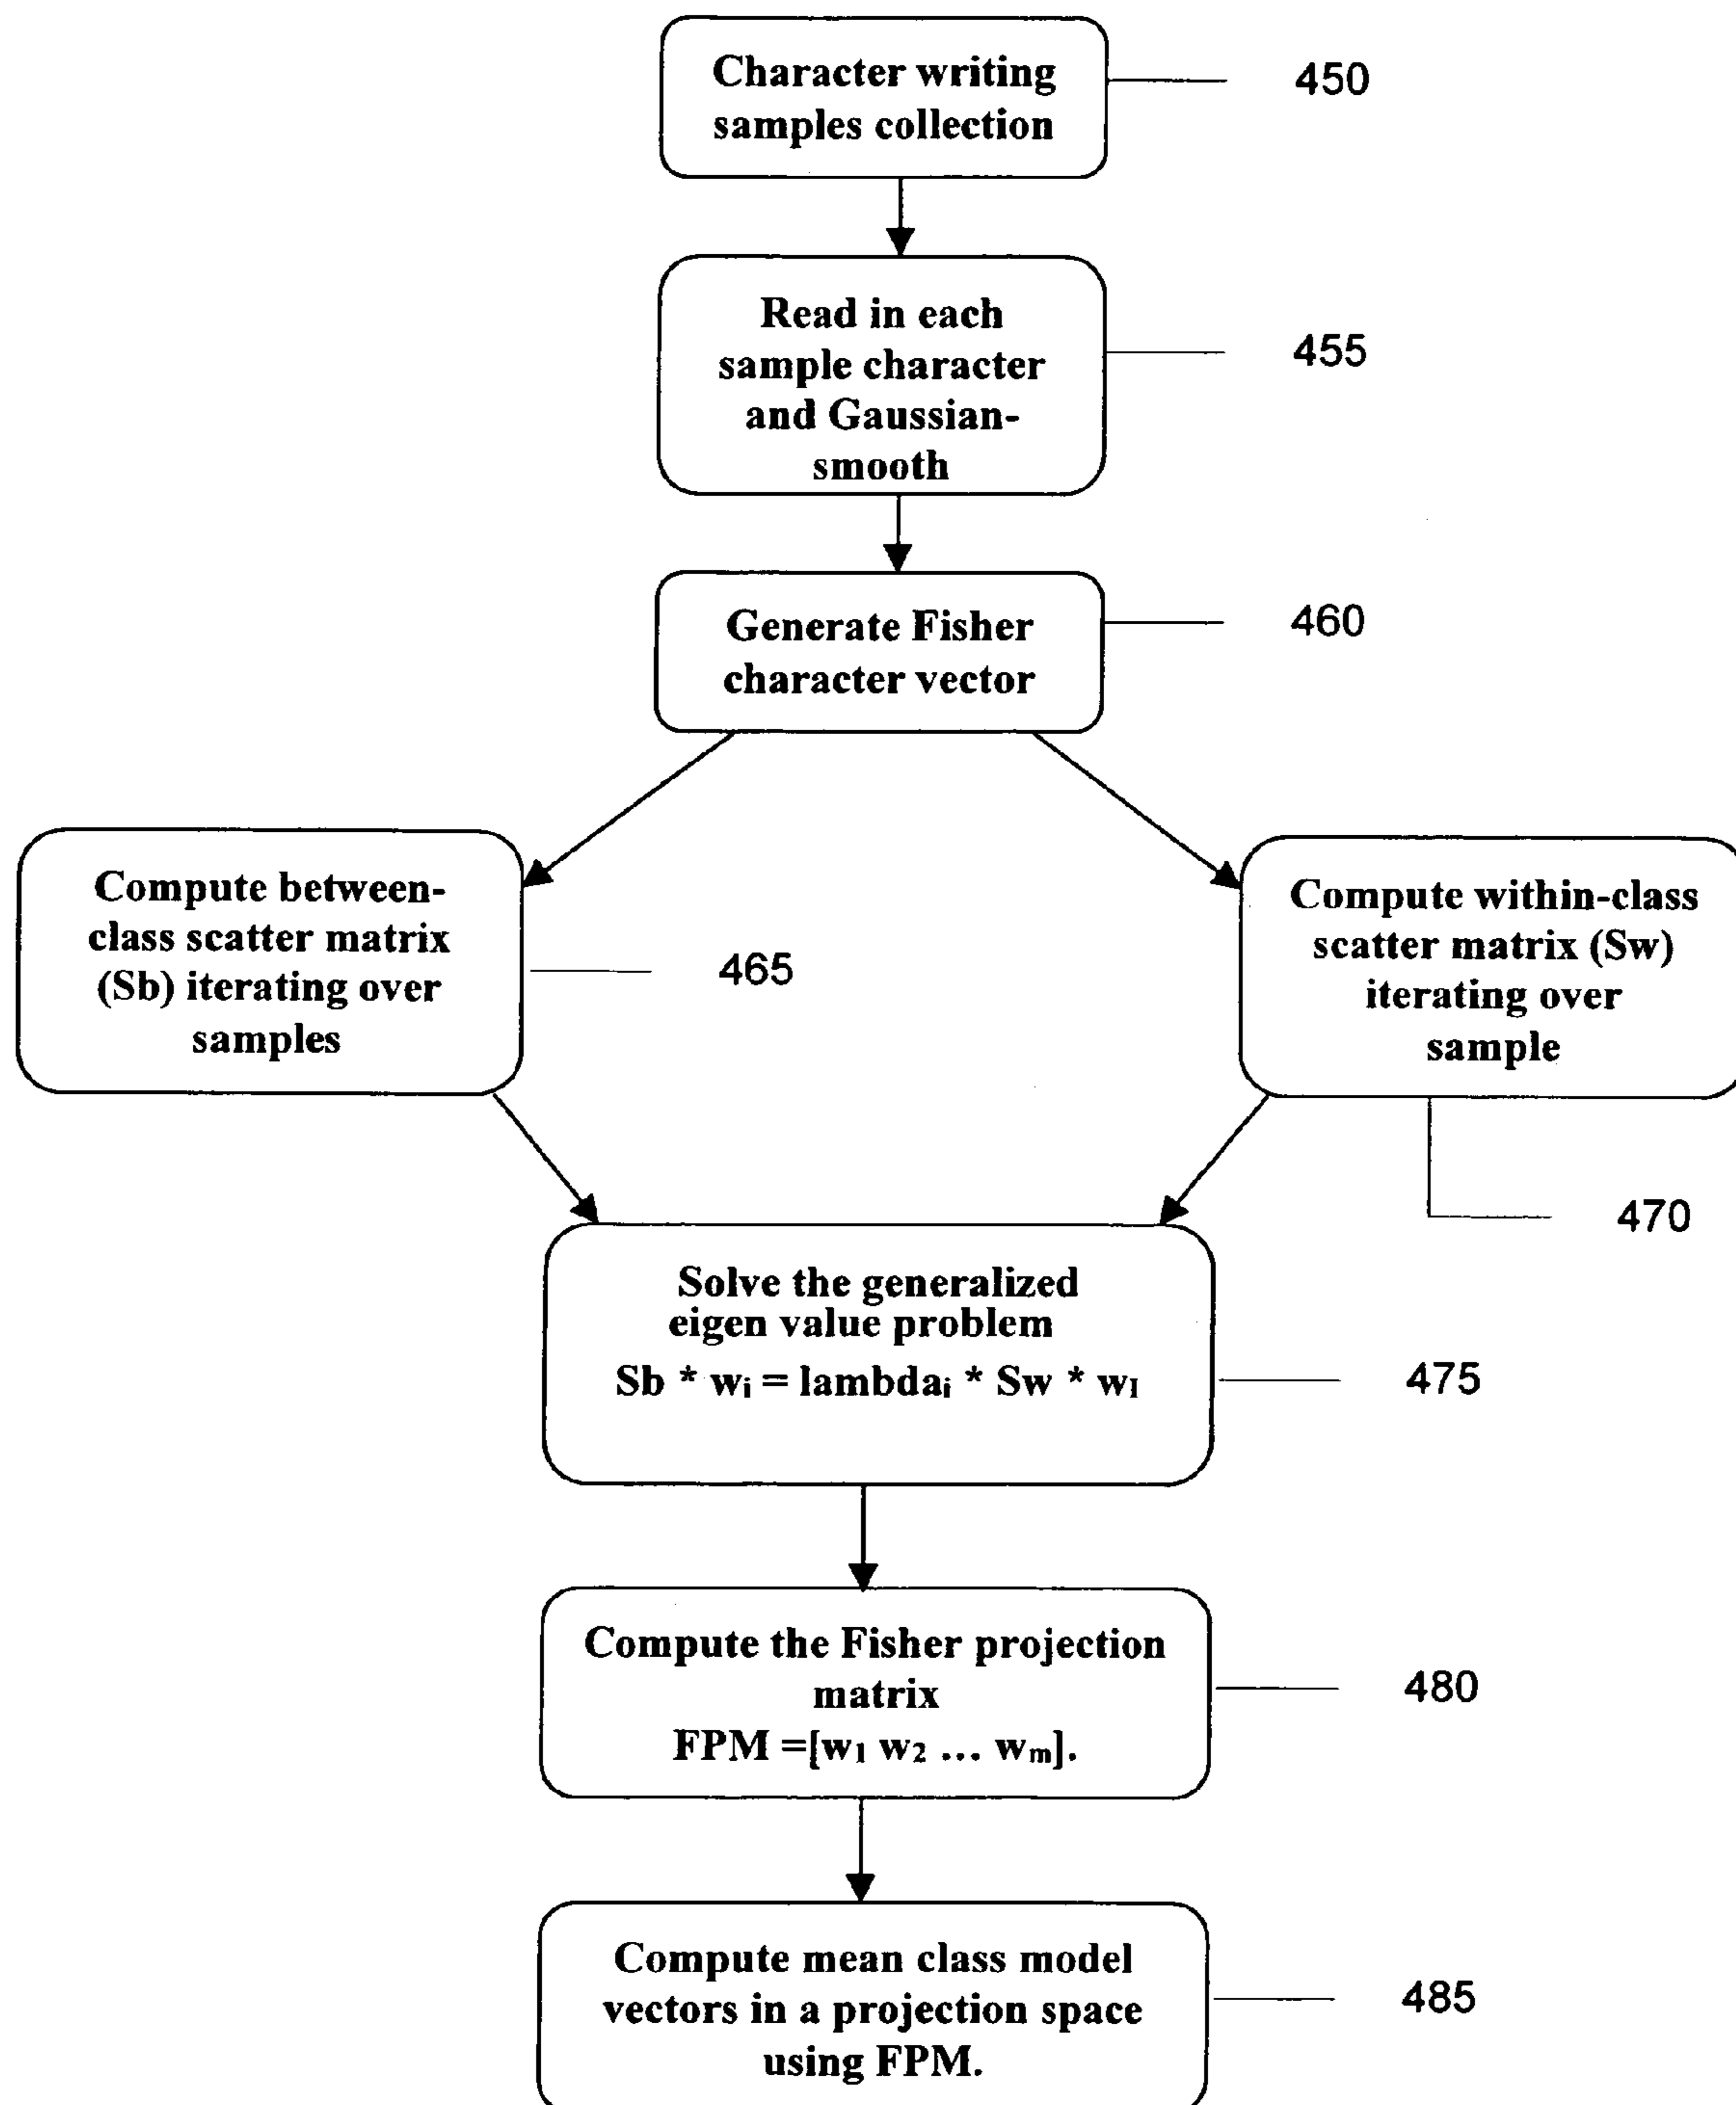 Character writing
samples collection
450
Read in each
sample character
and Gaussian-
smooth
455
Generate Fisher
character vector
460
Compute between-
class scatter matrix
(Sb) iterating over
samples
465
Compute within-class
scatter matrix (Sw)
iterating over
sample
470
Solve the generalized
eigen value problem
Sb * wᵢ = lambdaᵢ * Sw * wI
475
Compute the Fisher projection
matrix
FPM =[w₁ w₂ ... wₘ].
480
Compute mean class model
vectors in a projection space
using FPM.
485